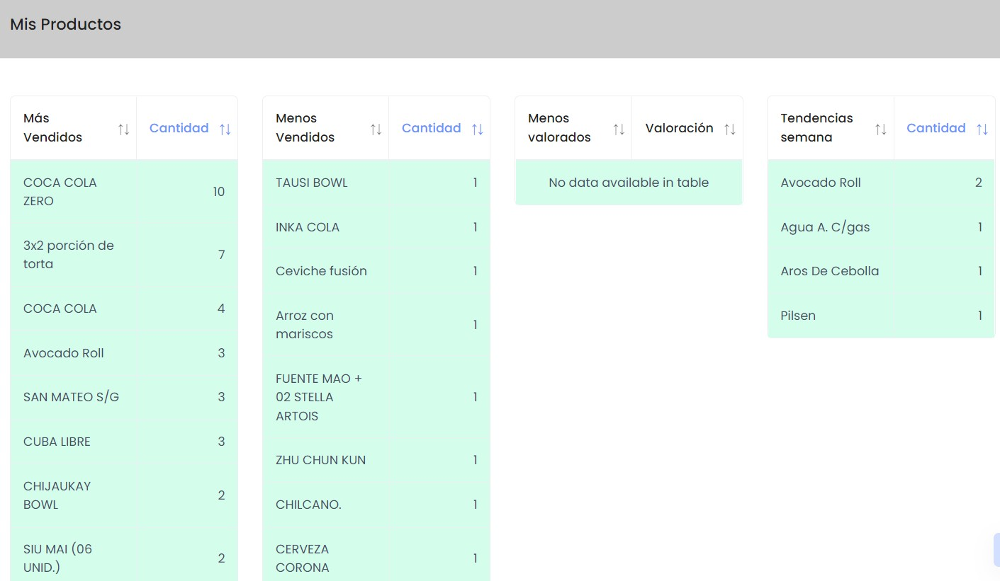 Mis Productos
Más
Vendidos
Cantidad
COCA COLA
ZERO
10
3x2 porción de
torta
7
COCA COLA
4
Avocado Roll
3
SAN MATEO S/G
3
CUBA LIBRE
3
CHIJAUKAY
BOWL
2
SIU MAI (06
UNID.)
2
Menos
Vendidos
Cantidad
TAUSI BOWL
1
INKA COLA
1
Ceviche fusión
1
Arroz con
mariscos
1
FUENTE MAO +
02 STELLA
ARTOIS
1
ZHU CHUN KUN
1
CHILCANO.
1
CERVEZA
CORONA
1
Menos
valorados
Valoración
No data available in table
Tendencias
semana
Cantidad
Avocado Roll
2
Agua A. C/gas
1
Aros De Cebolla
1
Pilsen
1